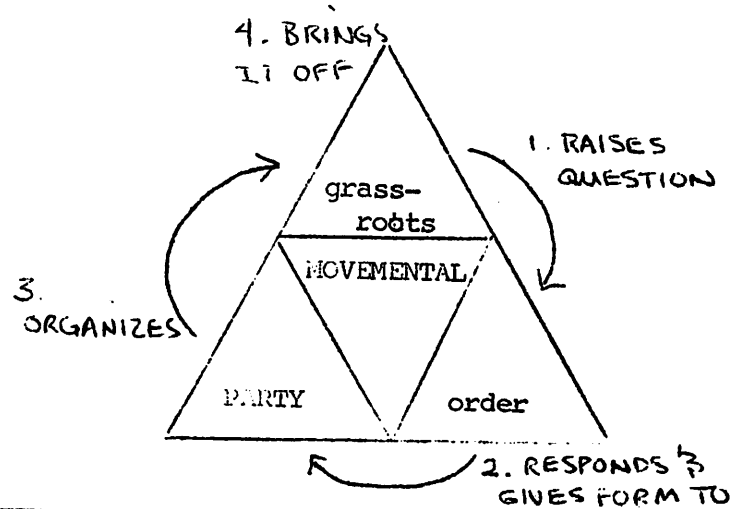 4. BRINGS
IT OFF
1. RAISES
QUESTION
grass-
roots
MOVEMENTAL
3.
ORGANIZES
PARTY
order
2. RESPONDS &
GIVES FORM TO